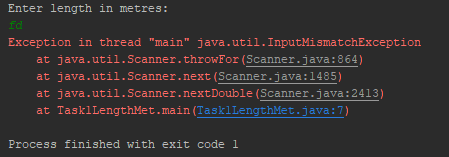 Enter length in metres:
fd
Exception in thread "main" java.util.InputMismatchException
at java.util.Scanner.throwFor(Scanner.java:864)
at java.util.Scanner.next(Scanner.java:1485)
at java.util.Scanner.nextDouble(Scanner.java:2413)
at Task1LengthMet.main(Task1LengthMet.java:7)
Process finished with exit code 1